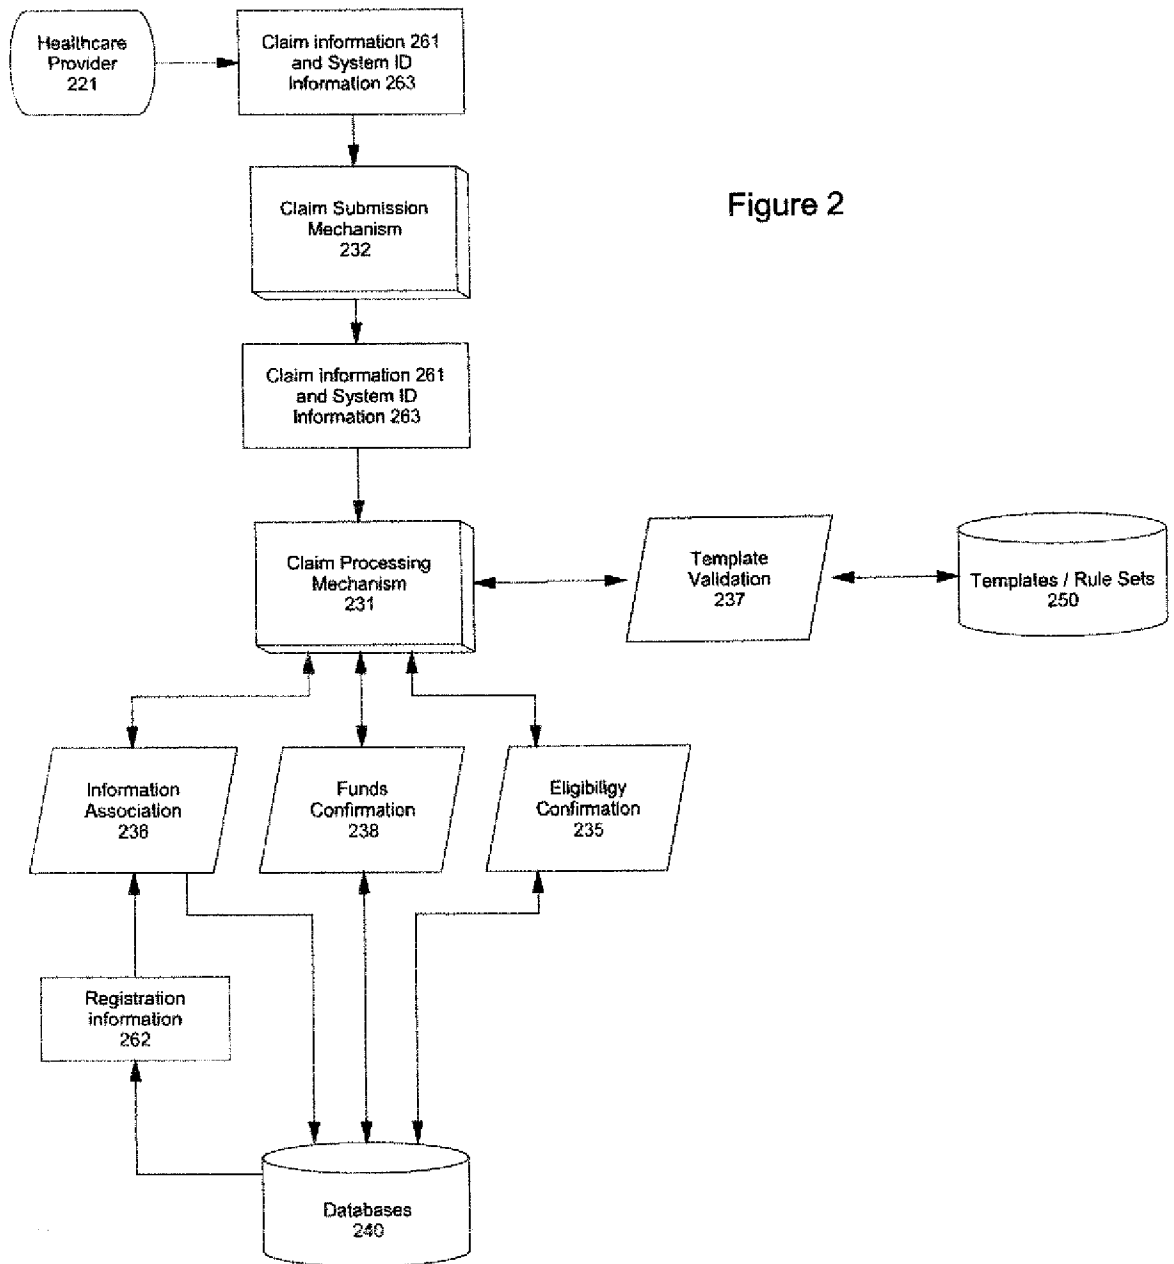 Healthcare
Provider
221
Claim information 261
and System ID
Information 263
Claim Submission
Mechanism
232
Figure 2
Claim information 261
and System ID
Information 263
Claim Processing
Mechanism
231
Template
Validation
237
Templates / Rule Sets
250
Information
Association
236
Funds
Confirmation
238
Eligibiligy
Confirmation
235
Registration
information
262
Databases
240